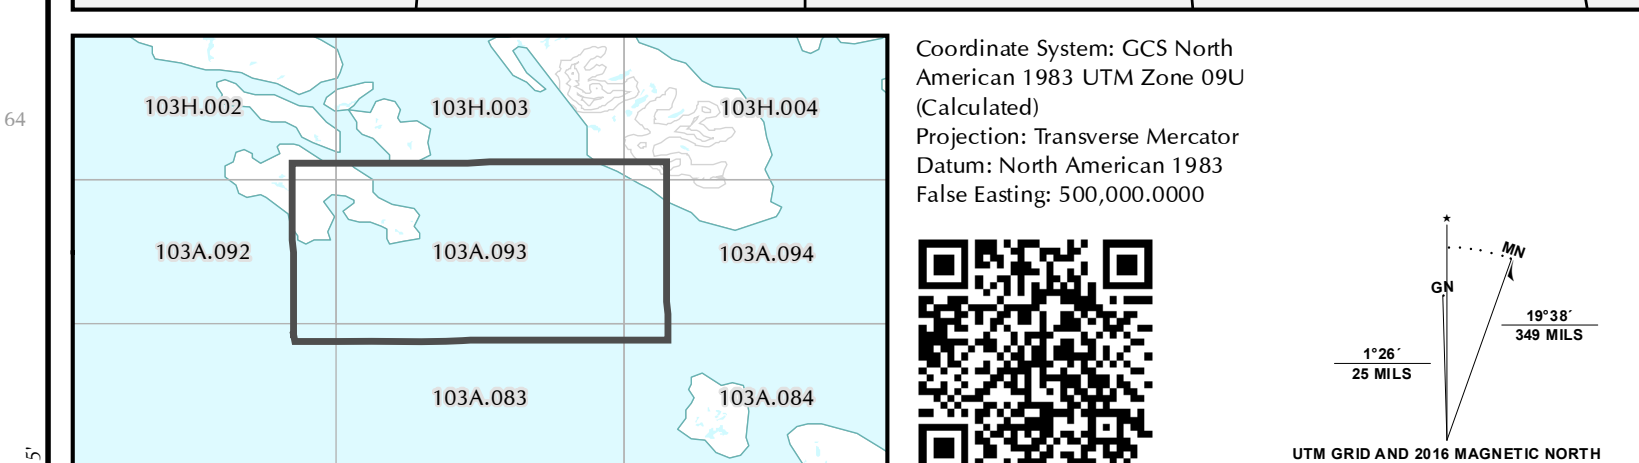 103H.002
103H.003
103H.004
64
103A.092
103A.093
103A.094
103A.083
103A.084
5'
Coordinate System: GCS North
American 1983 UTM Zone 09U
(Calculated)
Projection: Transverse Mercator
Datum: North American 1983
False Easting: 500,000.0000
MN
GN
19°38´
349 MILS
1°26´
25 MILS
UTM GRID AND 2016 MAGNETIC NORTH